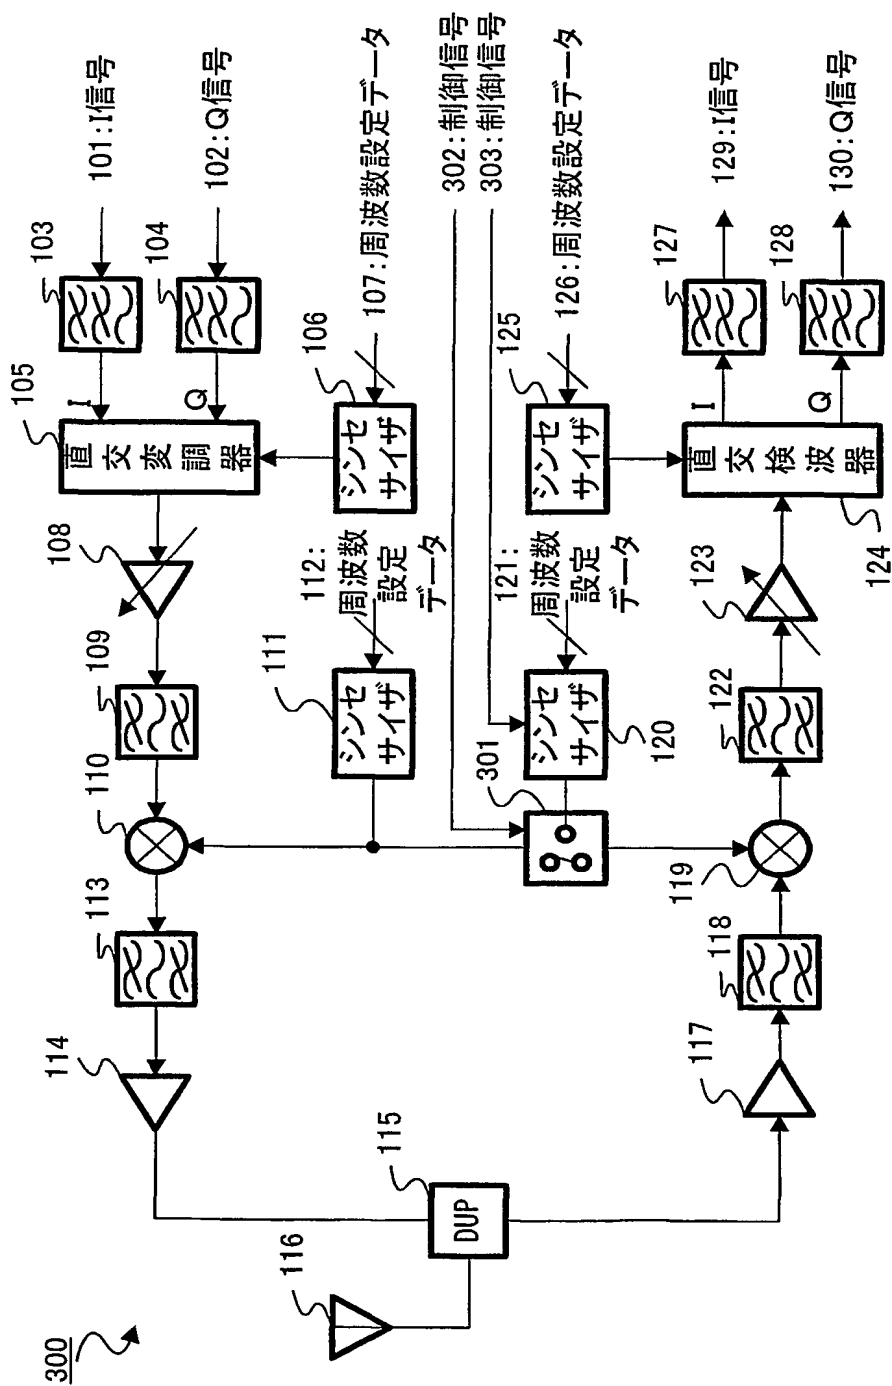 300
116
115
DUP
114
113
110
109
108
105
直交変調器
I
Q
103
104
101:I信号
102:Q信号
111
シンセ
サイザ
112:
周波数
設定
データ
106
シンセ
サイザ
107:周波数設定データ
302:制御信号
303:制御信号
301
120
シンセ
サイザ
121:
周波数
設定
データ
125
シンセ
サイザ
126:周波数設定データ
117
118
119
122
123
124
直交検波器
I
Q
127
128
129:I信号
130:Q信号